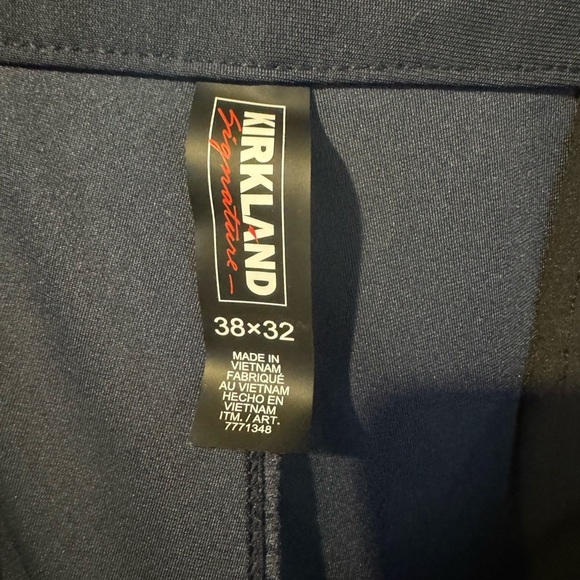 KIRKLAND
Signature
38×32
MADE IN
VIETNAM
FABRIQUÉ
AU VIETNAM
HECHO EN
VIETNAM
ITM. / ART.
7771348